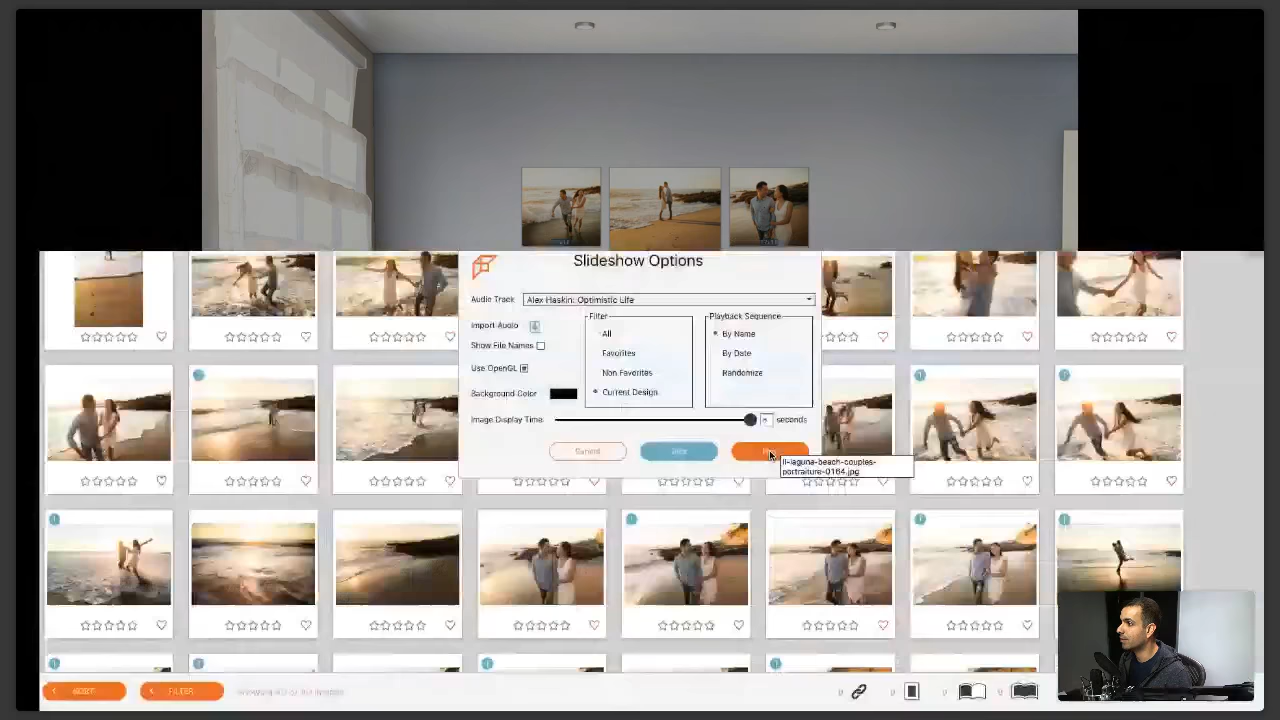 Slideshow Options
Audio Track
Alex Haskin: Optimistic Life
Import Audio
Show File Names
Use OpenGL
Background Color
Image Display Time:
seconds
Filter
All
Favorites
Non Favorites
Current Design
Playback Sequence
By Name
By Date
Randomize
Cancel
ll-laguna-beach-couples-
portraiture-0164.jpg
FILTER